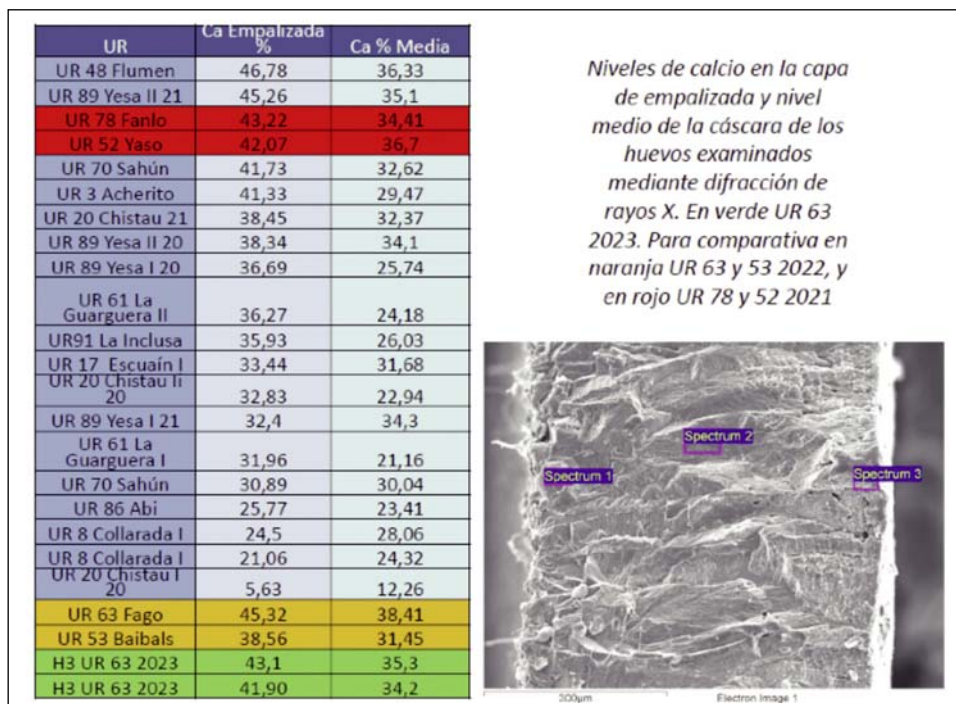 UR Ca Empalizada % Ca % Media
UR 48 Flumen 46,78 36,33
UR 89 Yesa II 21 45,26 35,1
UR 78 Fanlo 43,22 34,41
UR 52 Yaso 42,07 36,7
UR 70 Sahún 41,73 32,62
UR 3 Acherito 41,33 29,47
UR 20 Chistau 21 38,45 32,37
UR 89 Yesa II 20 38,34 34,1
UR 89 Yesa I 20 36,69 25,74
UR 61 La Guarguera II 36,27 24,18
UR91 La Inclusa 35,93 26,03
UR 17 Escuaín I 33,44 31,68
UR 20 Chistau Ii 20 32,83 22,94
UR 89 Yesa I 21 32,4 34,3
UR 61 La Guarguera I 31,96 21,16
UR 70 Sahún 30,89 30,04
UR 86 Abi 25,77 23,41
UR 8 Collarada I 24,5 28,06
UR 8 Collarada I 21,06 24,32
UR 20 Chistau I 20 5,63 12,26
UR 63 Fago 45,32 38,41
UR 53 Baibals 38,56 31,45
H3 UR 63 2023 43,1 35,3
H3 UR 63 2023 41,90 34,2
Niveles de calcio en la capa
de empalizada y nivel
medio de la cáscara de los
huevos examinados
mediante difracción de
rayos X. En verde UR 63
2023. Para comparativa en
naranja UR 63 y 53 2022, y
en rojo UR 78 y 52 2021
Spectrum 2
Spectrum 1
Spectrum 3
200µm
Electron Image 1